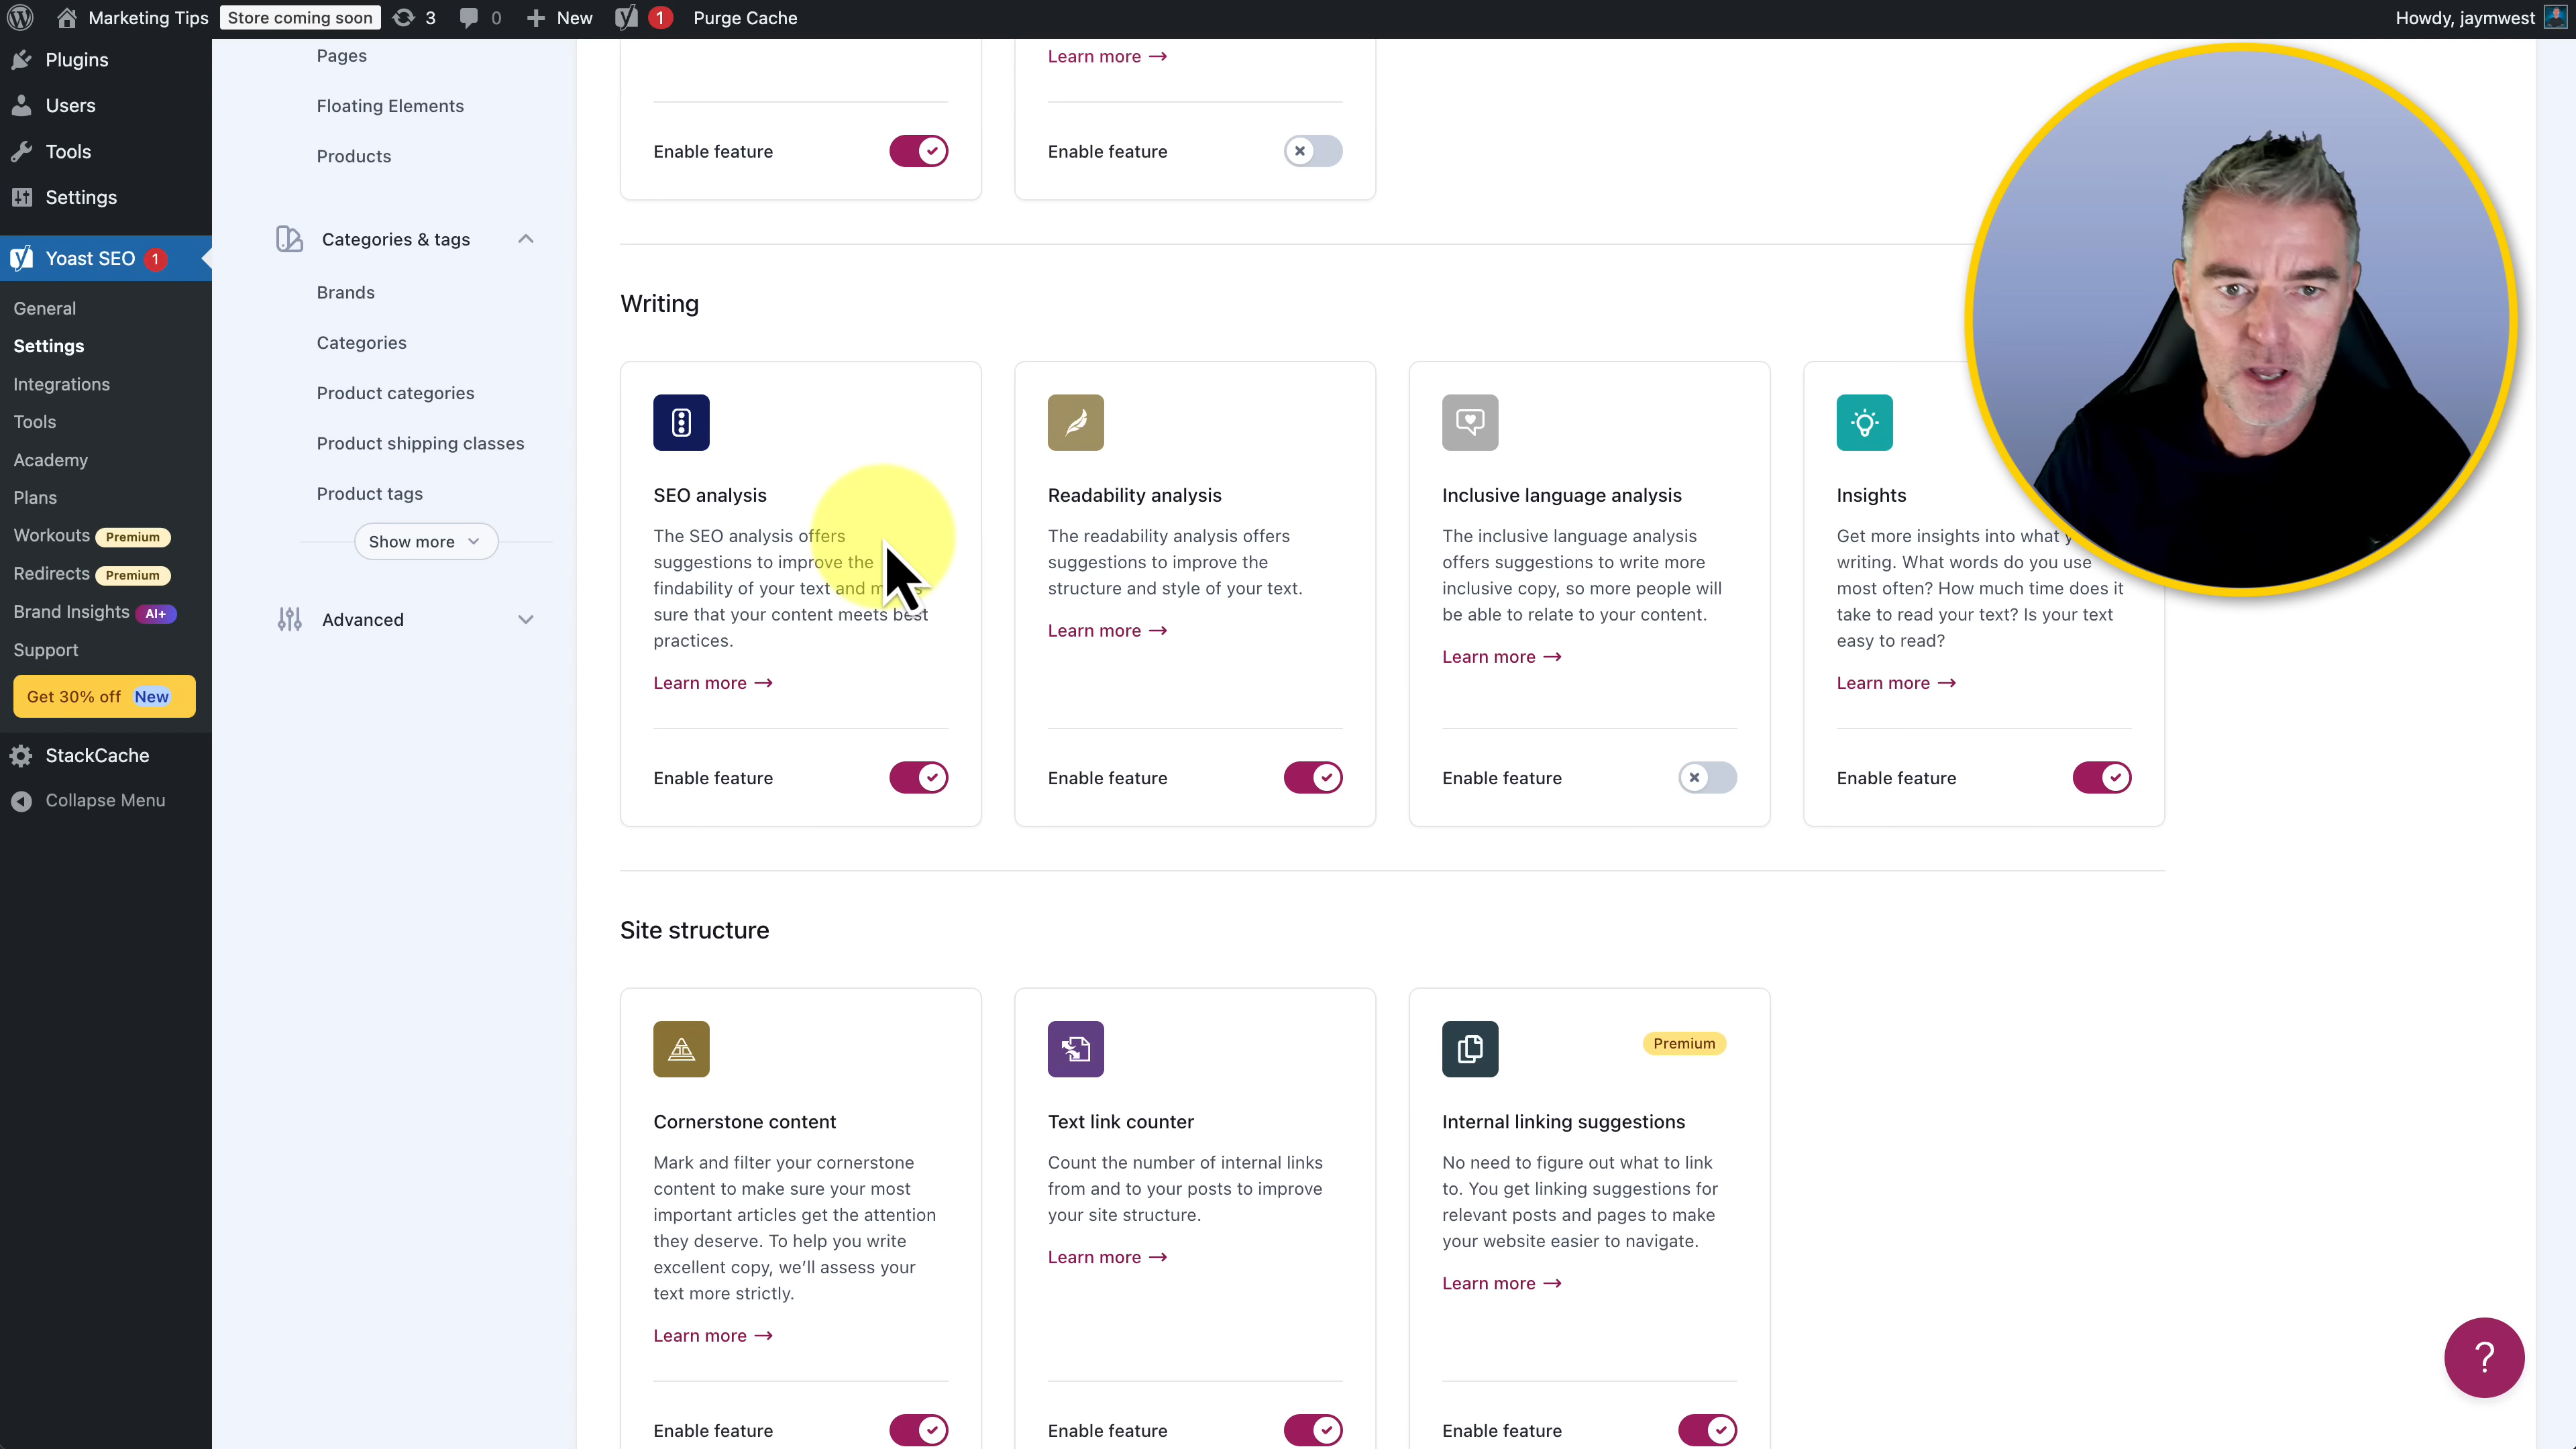 Marketing Tips
Store coming soon
3
0
New
1
Purge Cache
Howdy, jaymwest
Plugins
Users
Tools
Settings
Yoast SEO 1
General
Settings
Integrations
Tools
Academy
Plans
Workouts Premium
Redirects Premium
Brand Insights AI+
Support
Get 30% off New
StackCache
Collapse Menu
Pages
Floating Elements
Products
Categories & tags
Brands
Categories
Product categories
Product shipping classes
Product tags
Show more
Advanced
Enable feature
Learn more →
Enable feature
Writing
SEO analysis
The SEO analysis offers
suggestions to improve the
findability of your text and
sure that your content meets best
practices.
Learn more →
Enable feature
Readability analysis
The readability analysis offers
suggestions to improve the
structure and style of your text.
Learn more →
Enable feature
Inclusive language analysis
The inclusive language analysis
offers suggestions to write more
inclusive copy, so more people will
be able to relate to your content.
Learn more →
Enable feature
Insights
Get more insights into what
writing. What words do you use
most often? How much time does it
take to read your text? Is your text
easy to read?
Learn more →
Enable feature
Site structure
Cornerstone content
Mark and filter your cornerstone
content to make sure your most
important articles get the attention
they deserve. To help you write
excellent copy, we'll assess your
text more strictly.
Learn more →
Enable feature
Text link counter
Count the number of internal links
from and to your posts to improve
your site structure.
Learn more →
Enable feature
Premium
Internal linking suggestions
No need to figure out what to link
to. You get linking suggestions for
relevant posts and pages to make
your website easier to navigate.
Learn more →
Enable feature
?